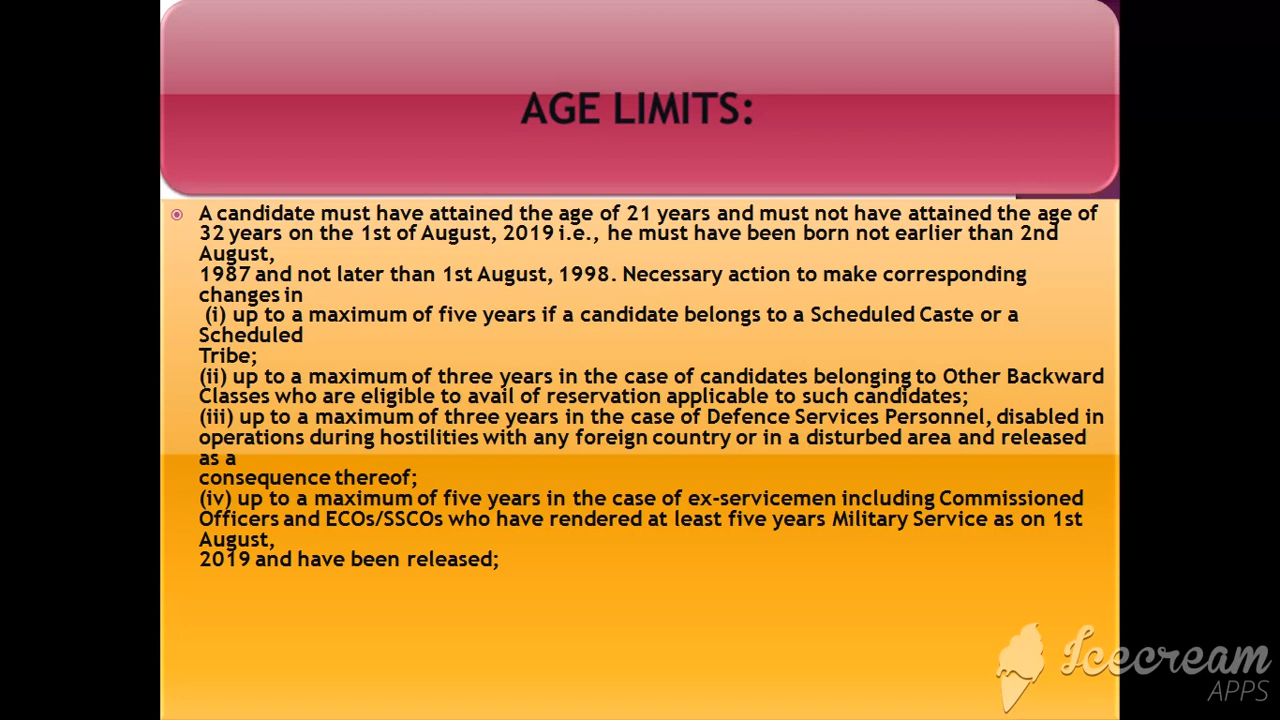 AGE LIMITS:
A candidate must have attained the age of 21 years and must not have attained the age of
32 years on the 1st of August, 2019 i.e., he must have been born not earlier than 2nd
August,
1987 and not later than 1st August, 1998. Necessary action to make corresponding
changes in
(i) up to a maximum of five years if a candidate belongs to a Scheduled Caste or a
Scheduled
Tribe;
(ii) up to a maximum of three years in the case of candidates belonging to Other Backward
Classes who are eligible to avail of reservation applicable to such candidates;
(iii) up to a maximum of three years in the case of Defence Services Personnel, disabled in
operations during hostilities with any foreign country or in a disturbed area and released
as a
consequence thereof;
(iv) up to a maximum of five years in the case of ex-servicemen including Commissioned
Officers and ECOs/SSCOs who have rendered at least five years Military Service as on 1st
August,
2019 and have been released;
Icecream
APPS